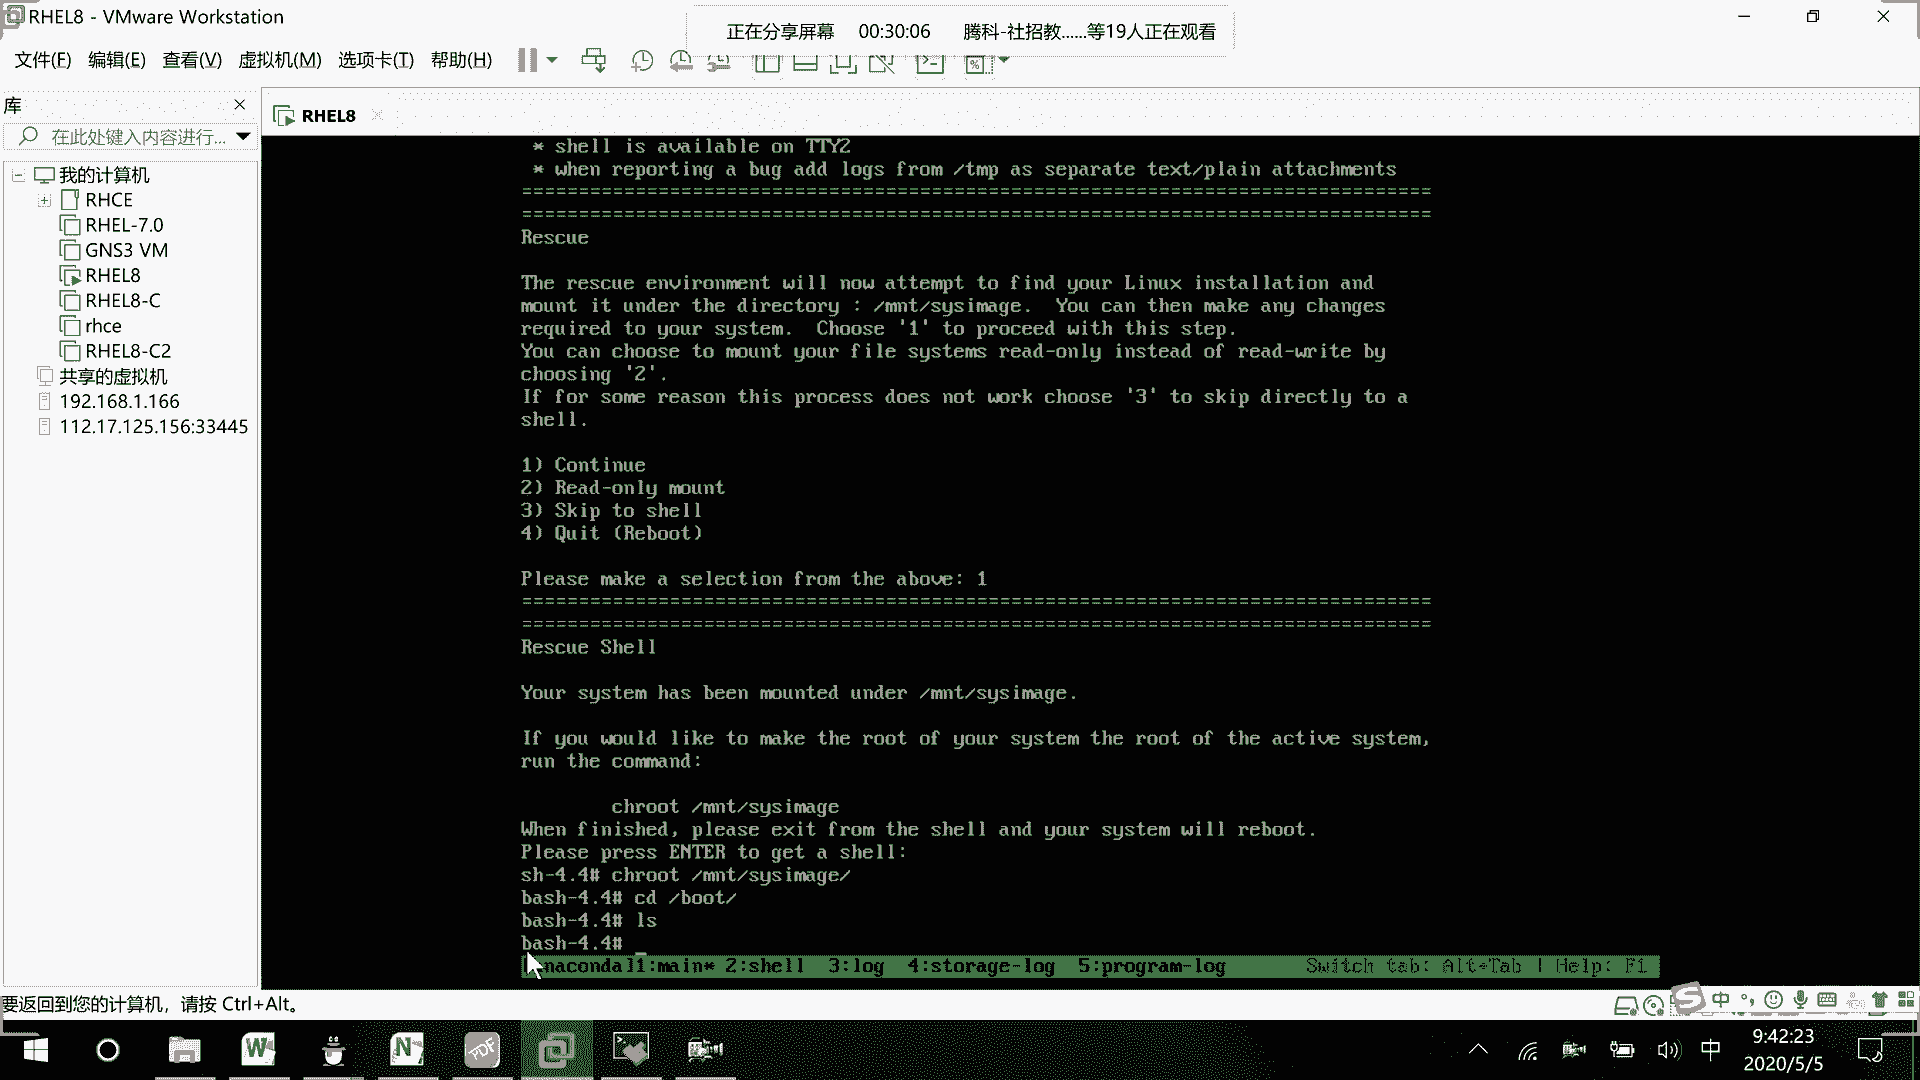 RHEL8 - VMware Workstation
正在分享屏幕 00:30:06 腾科-社招教......等19人正在观看
文件(F) 编辑(E) 查看(V) 虚拟机(M) 选项卡(T) 帮助(H)
库
在此处键入内容进行...
我的计算机
RHCE
RHEL-7.0
GNS3 VM
RHEL8
RHEL8-C
rhce
RHEL8-C2
共享的虚拟机
192.168.1.166
112.17.125.156:33445
RHEL8
* shell is available on TTY2
* when reporting a bug add logs from /tmp as separate text/plain attachments
================================================================================
================================================================================
Rescue
The rescue environment will now attempt to find your Linux installation and
mount it under the directory : /mnt/sysimage.  You can then make any changes
required to your system.  Choose '1' to proceed with this step.
You can choose to mount your file systems read-only instead of read-write by
choosing '2'.
If for some reason this process does not work choose '3' to skip directly to a
shell.
1) Continue
2) Read-only mount
3) Skip to shell
4) Quit (Reboot)
Please make a selection from the above: 1
================================================================================
================================================================================
Rescue Shell
Your system has been mounted under /mnt/sysimage.
If you would like to make the root of your system the root of the active system,
run the command:
chroot /mnt/sysimage
When finished, please exit from the shell and your system will reboot.
Please press ENTER to get a shell:
sh-4.4# chroot /mnt/sysimage/
bash-4.4# cd /boot/
bash-4.4# ls
bash-4.4# _
naconda]1:main* 2:shell  3:log  4:storage-log  5:program-log Switch tab: Alt+Tab | Help: F1
要返回到您的计算机，请按 Ctrl+Alt。
中
中
9:42:23
2020/5/5